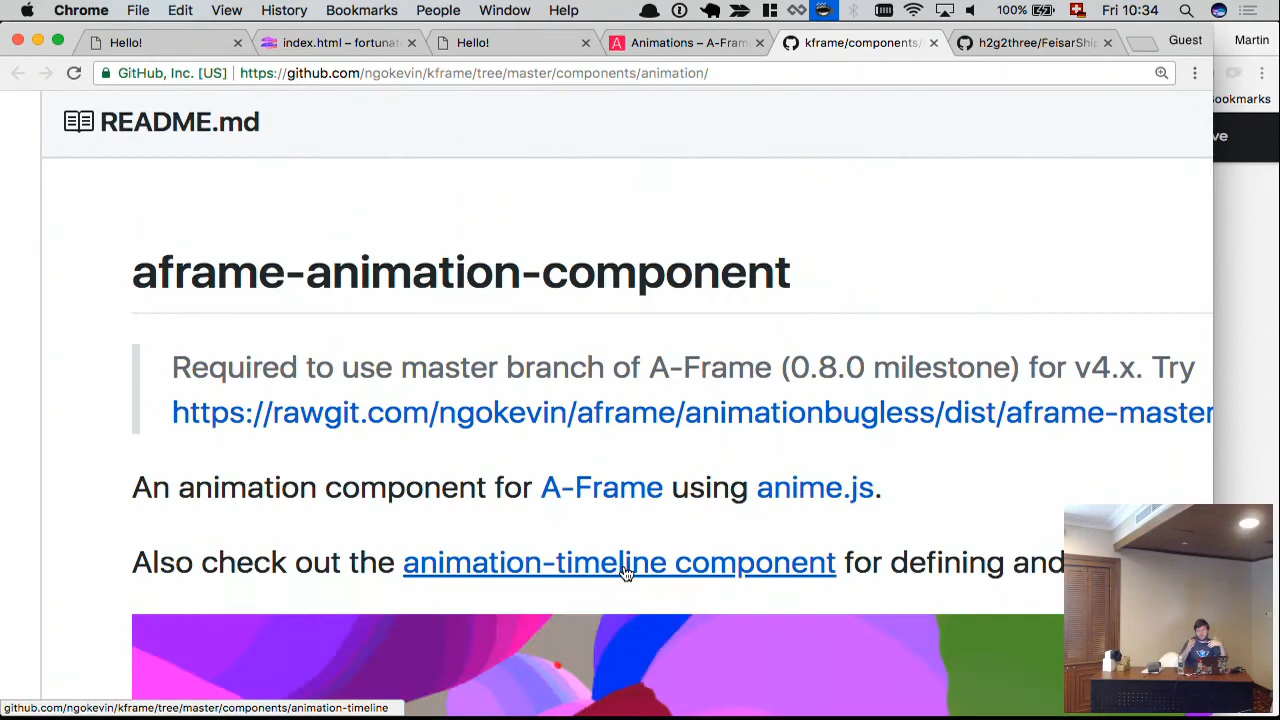 Chrome File Edit View History Bookmarks People Window Help 100% Fri 10:34
Hello! index.html – fortunat Hello! Animations – A-Fram kframe/components/ h2g2three/FeisarShip Guest Martin
GitHub, Inc. [US] https://github.com/ngokevin/kframe/tree/master/components/animation/
ookmarks
ve
README.md
aframe-animation-component
Required to use master branch of A-Frame (0.8.0 milestone) for v4.x. Try
https://rawgit.com/ngokevin/aframe/animationbugless/dist/aframe-master
An animation component for A-Frame using anime.js.
Also check out the animation-timeline component for defining and
github.com/ngokevin/kframe/tree/master/components/animation-timeline